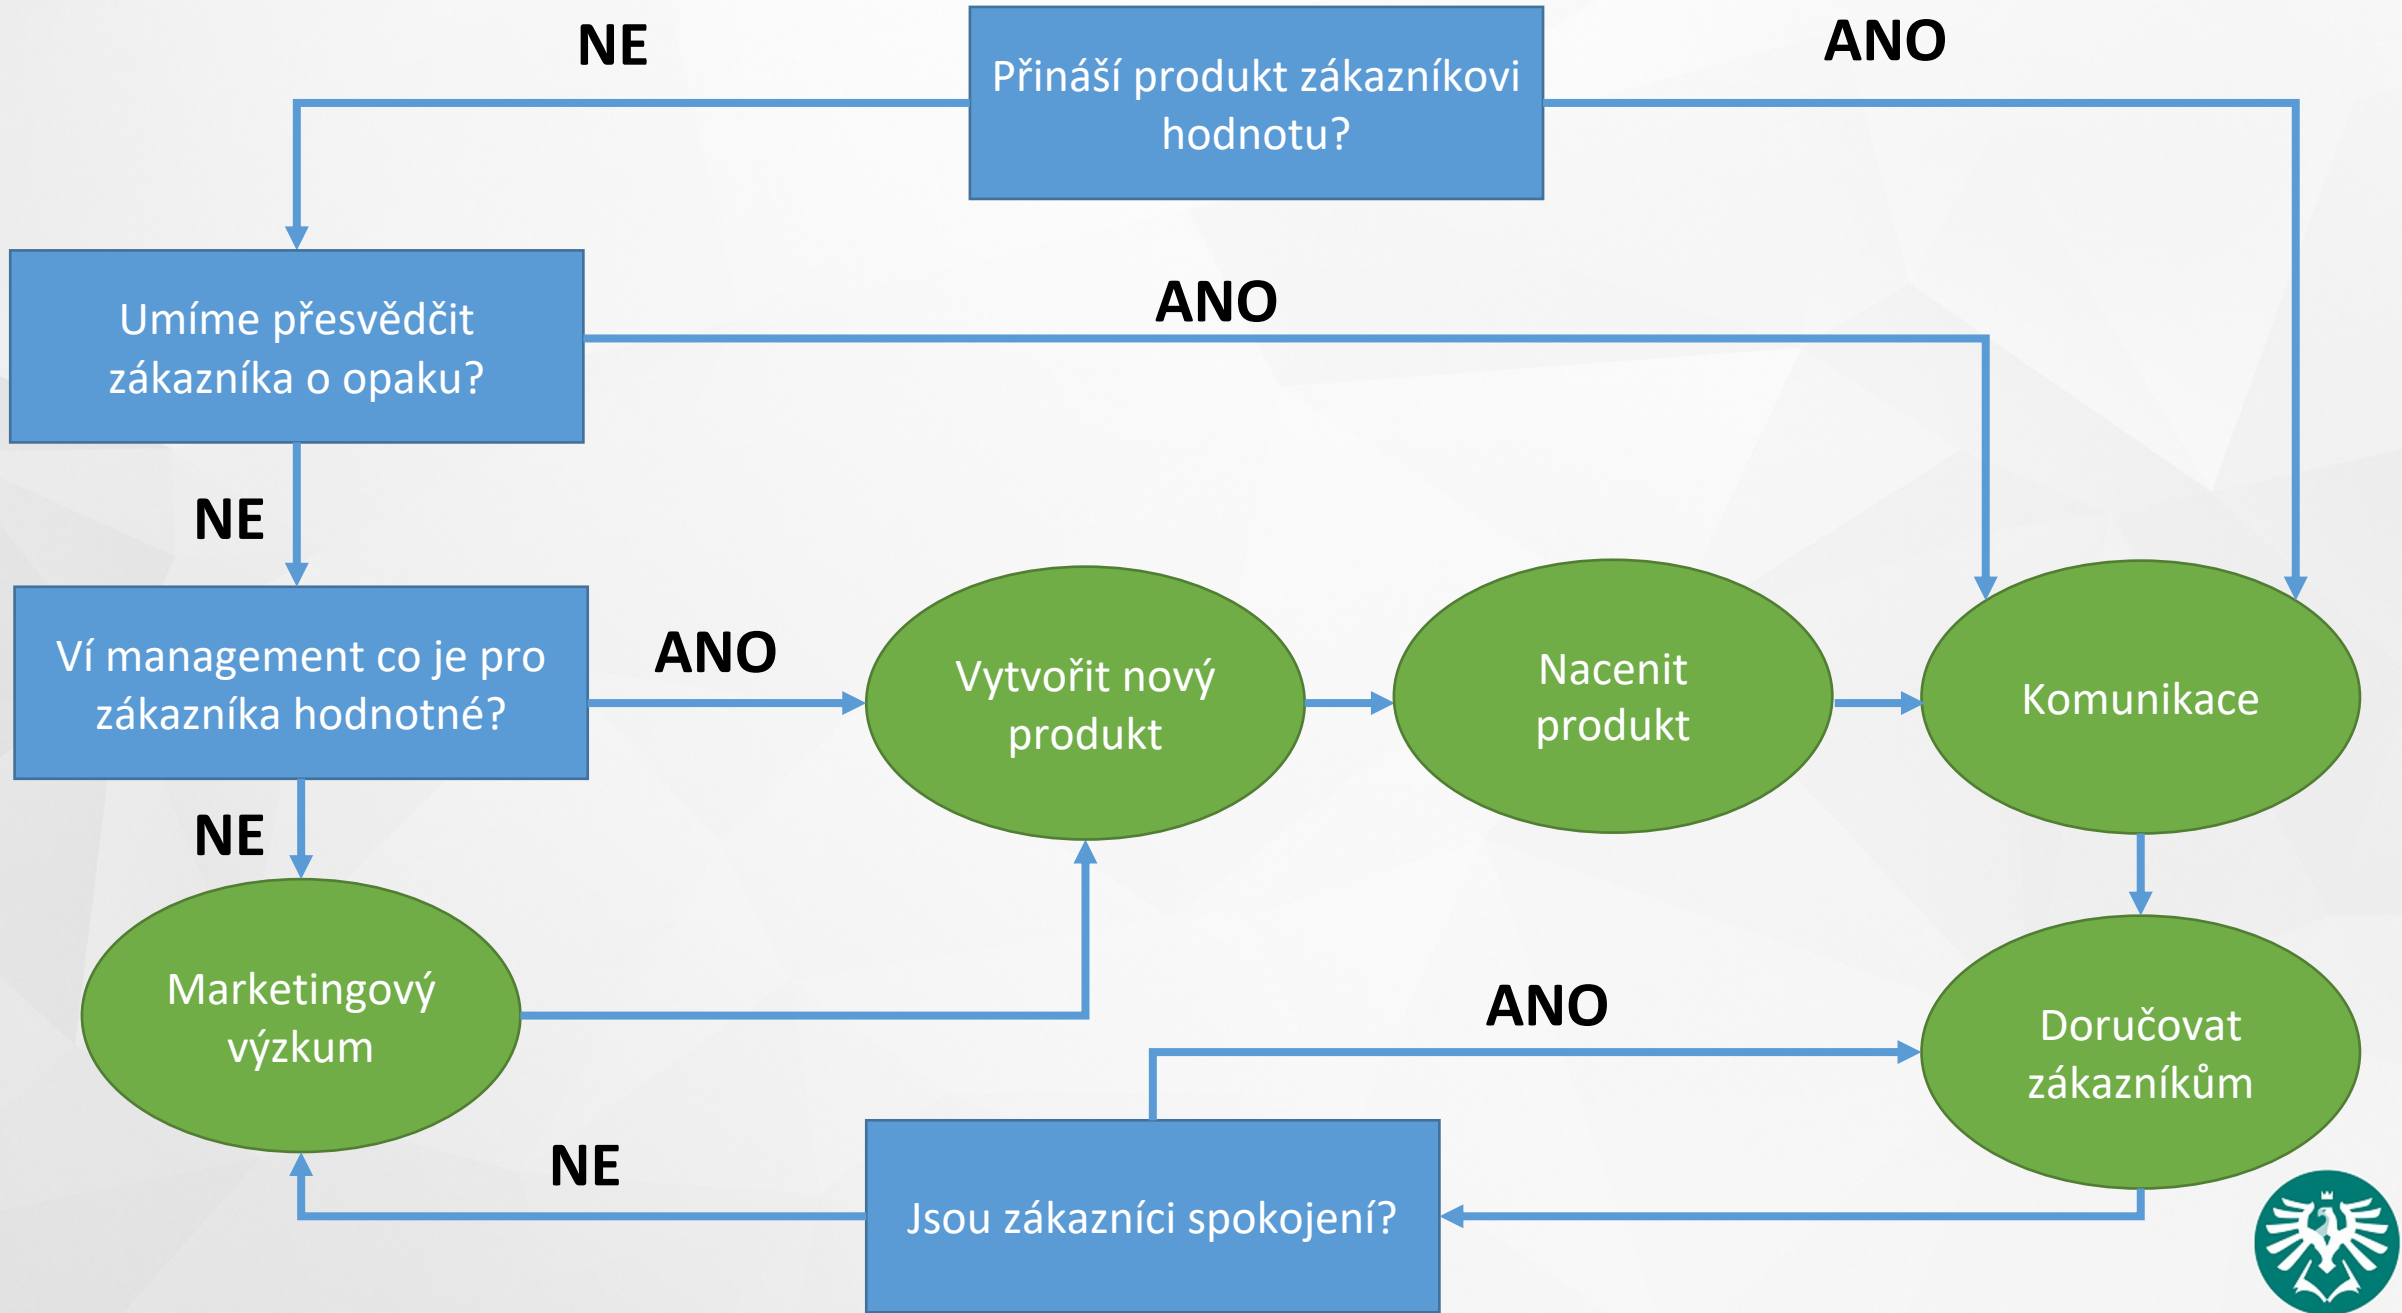 NE
Přináší produkt zákazníkovi
hodnotu?
ANO
Umíme přesvědčit
zákazníka o opaku?
ANO
NE
Ví management co je pro
zákazníka hodnotné?
ANO
Vytvořit nový
produkt
Nacenit
produkt
Komunikace
NE
Marketingový
výzkum
ANO
Doručovat
zákazníkům
NE
Jsou zákazníci spokojení?